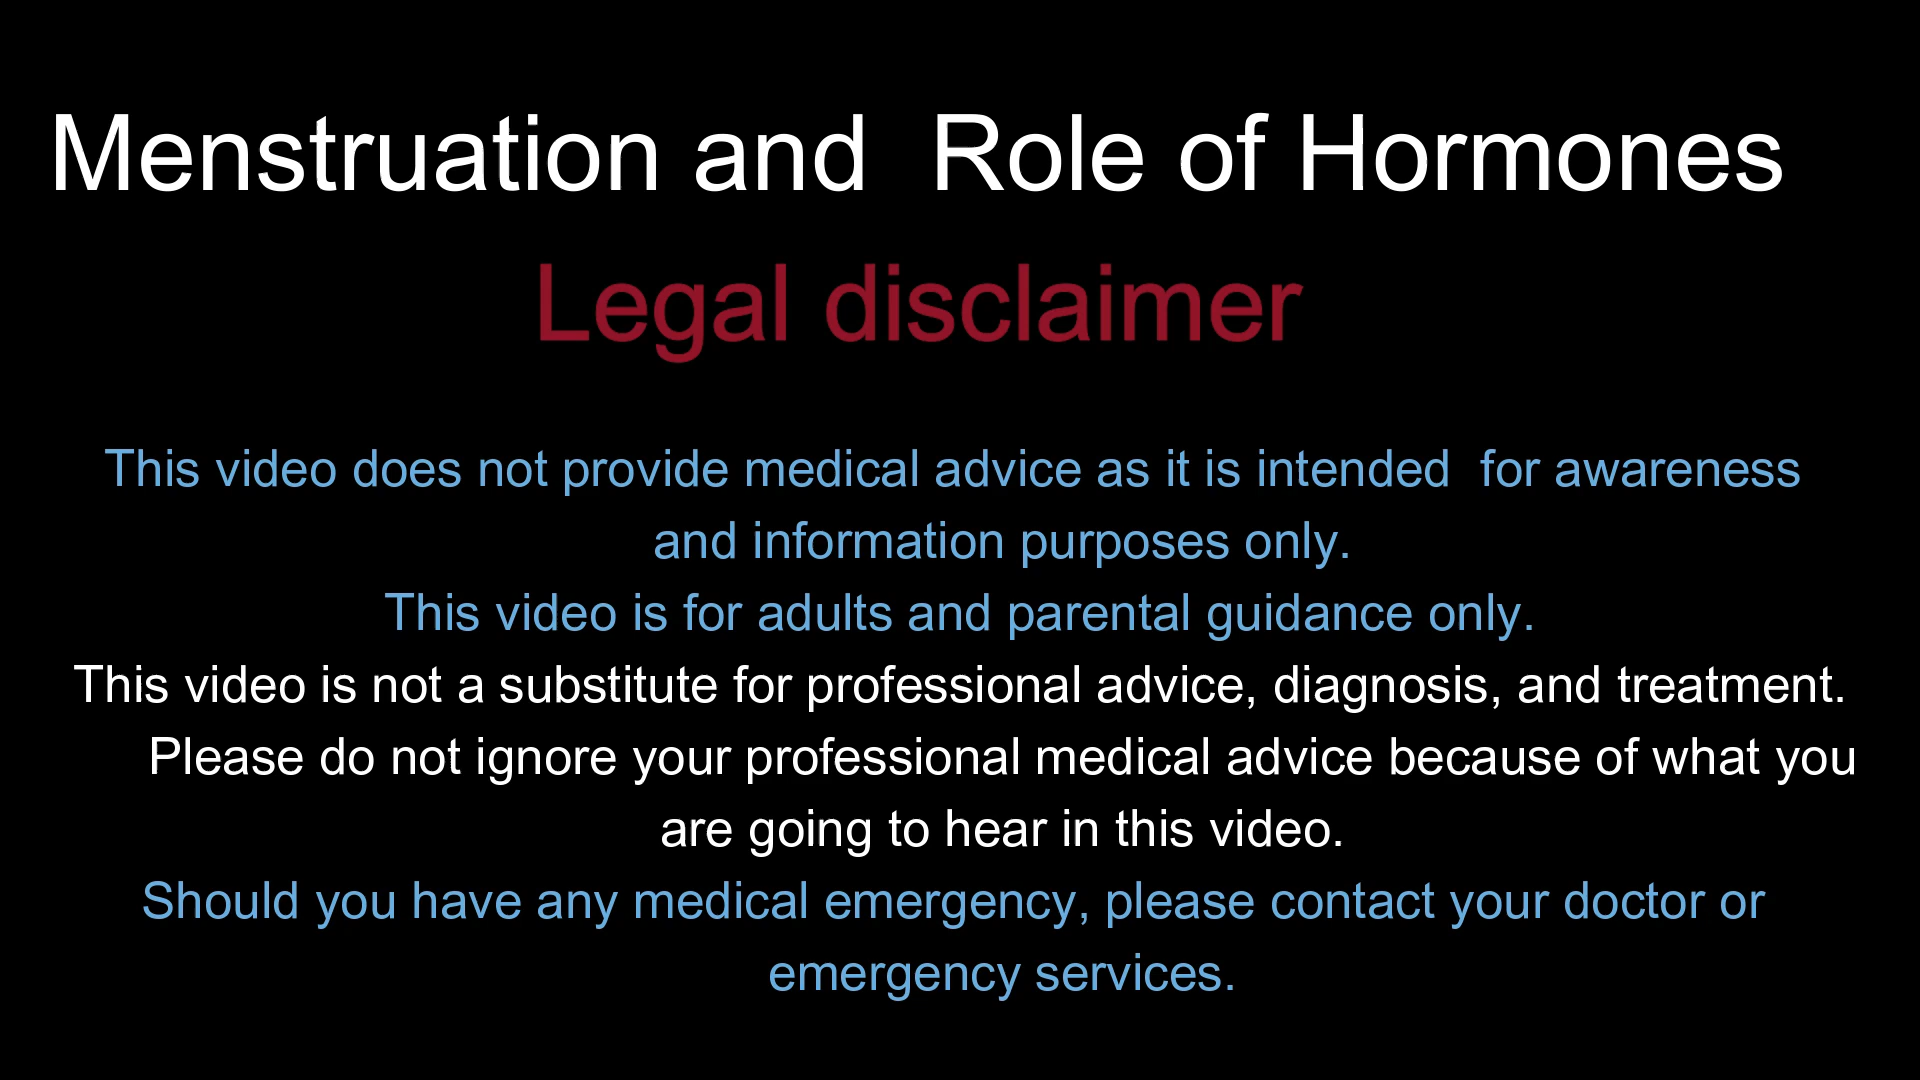 Menstruation and  Role of Hormones
Legal disclaimer
This video does not provide medical advice as it is intended  for awareness
and information purposes only.
This video is for adults and parental guidance only.
This video is not a substitute for professional advice, diagnosis, and treatment.
Please do not ignore your professional medical advice because of what you
are going to hear in this video.
Should you have any medical emergency, please contact your doctor or
emergency services.